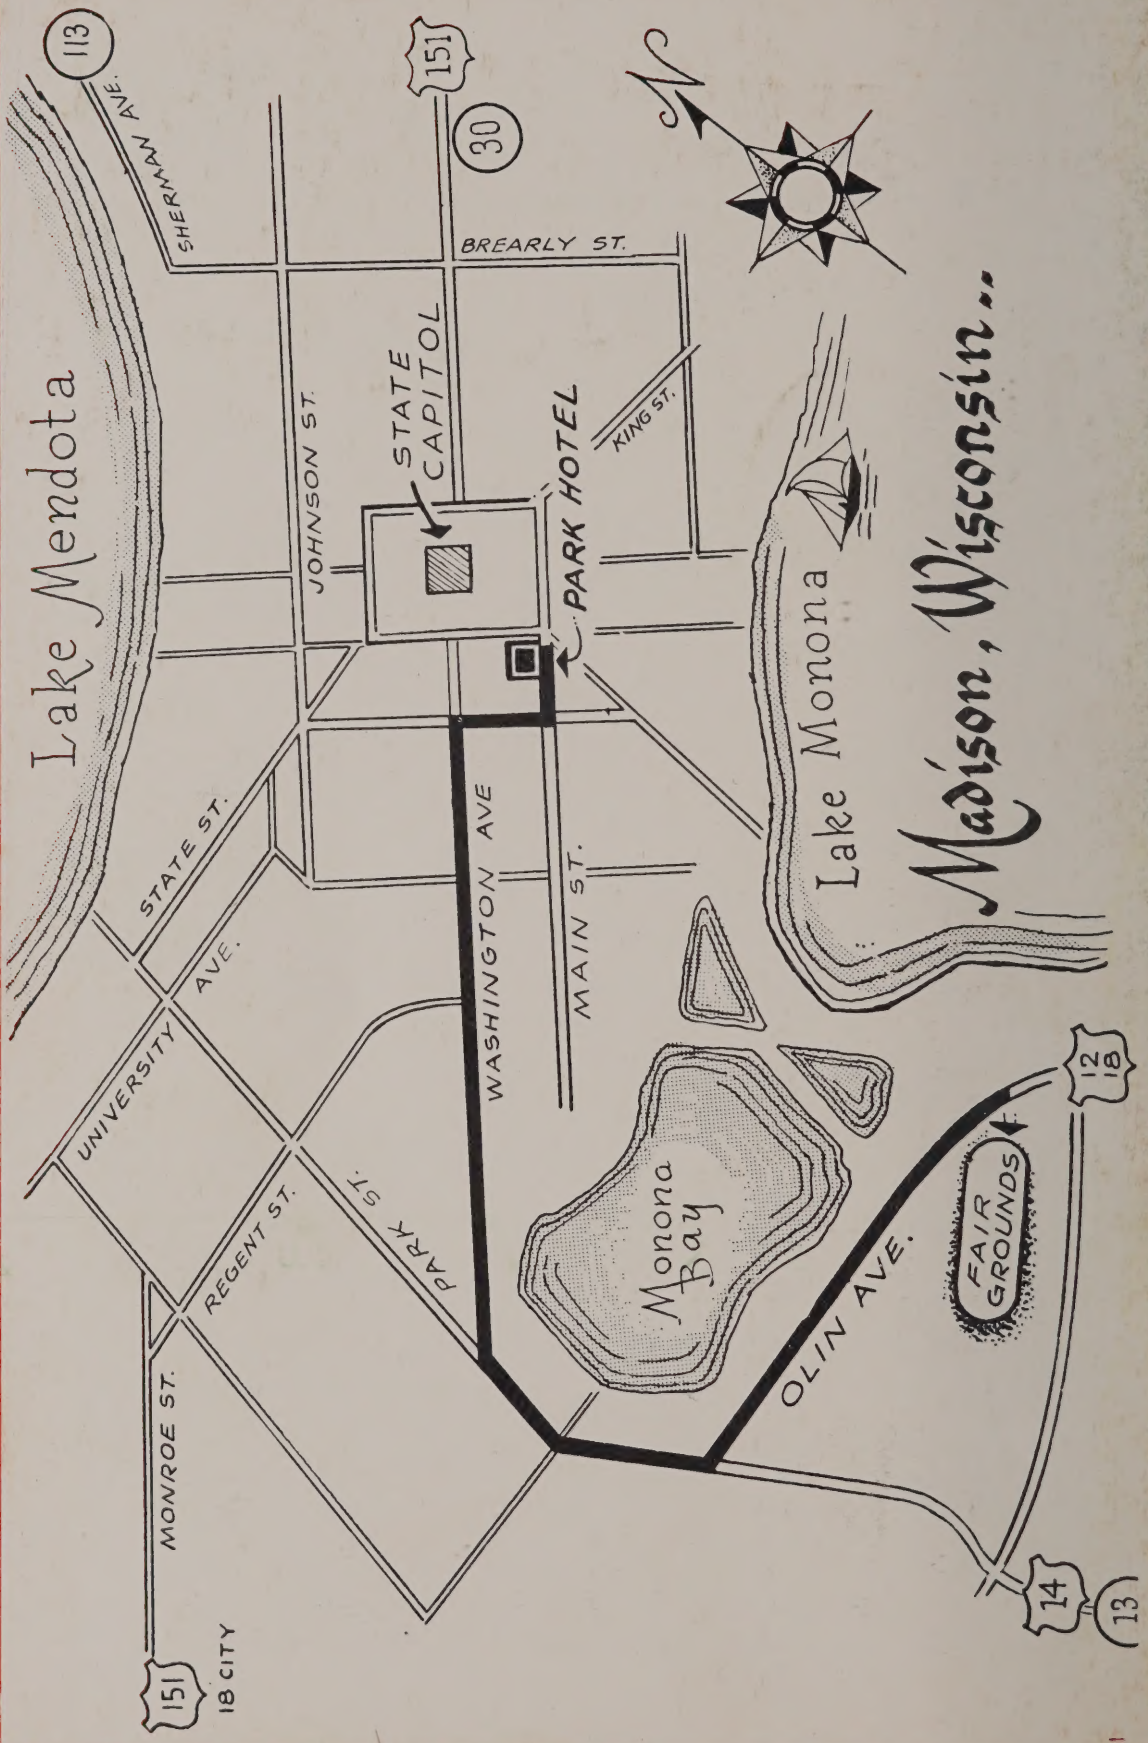 Lake Mendota
113
SHERMAN AVE.
151
30
N
BREARLY ST.
JOHNSON ST.
STATE
CAPITOL
PARK HOTEL
KING ST.
STATE ST.
UNIVERSITY
AVE.
WASHINGTON AVE
MAIN ST.
Lake Monona
Madison, Wisconsin..
REGENT ST.
PARK ST.
Monona
Bay
MONROE ST.
151
18 CITY
OLIN AVE.
FAIR
GROUNDS
12
18
14
13